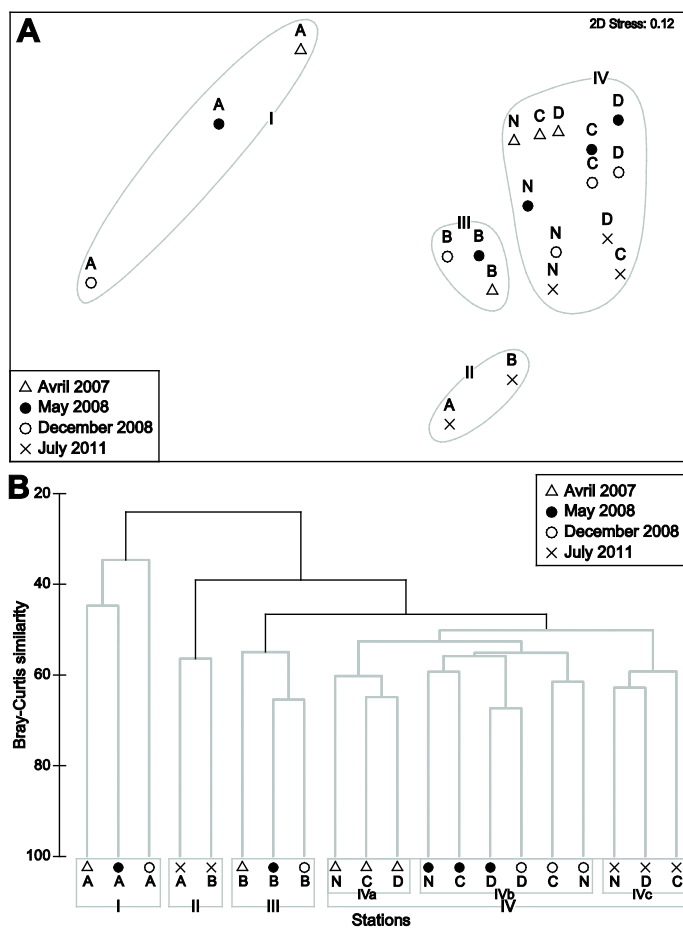 A
2D Stress: 0.12
A
A
I
A
IV
N C D
D
C
C D
N
N
D
N
C
III
B B
B
II
B
A
Avril 2007
May 2008
December 2008
July 2011
B
Avril 2007
May 2008
December 2008
July 2011
Bray-Curtis similarity
20
40
60
80
100
A A A A B B B B N C D N C D D C N N D C
IVa IVb IVc
I II III IV
Stations